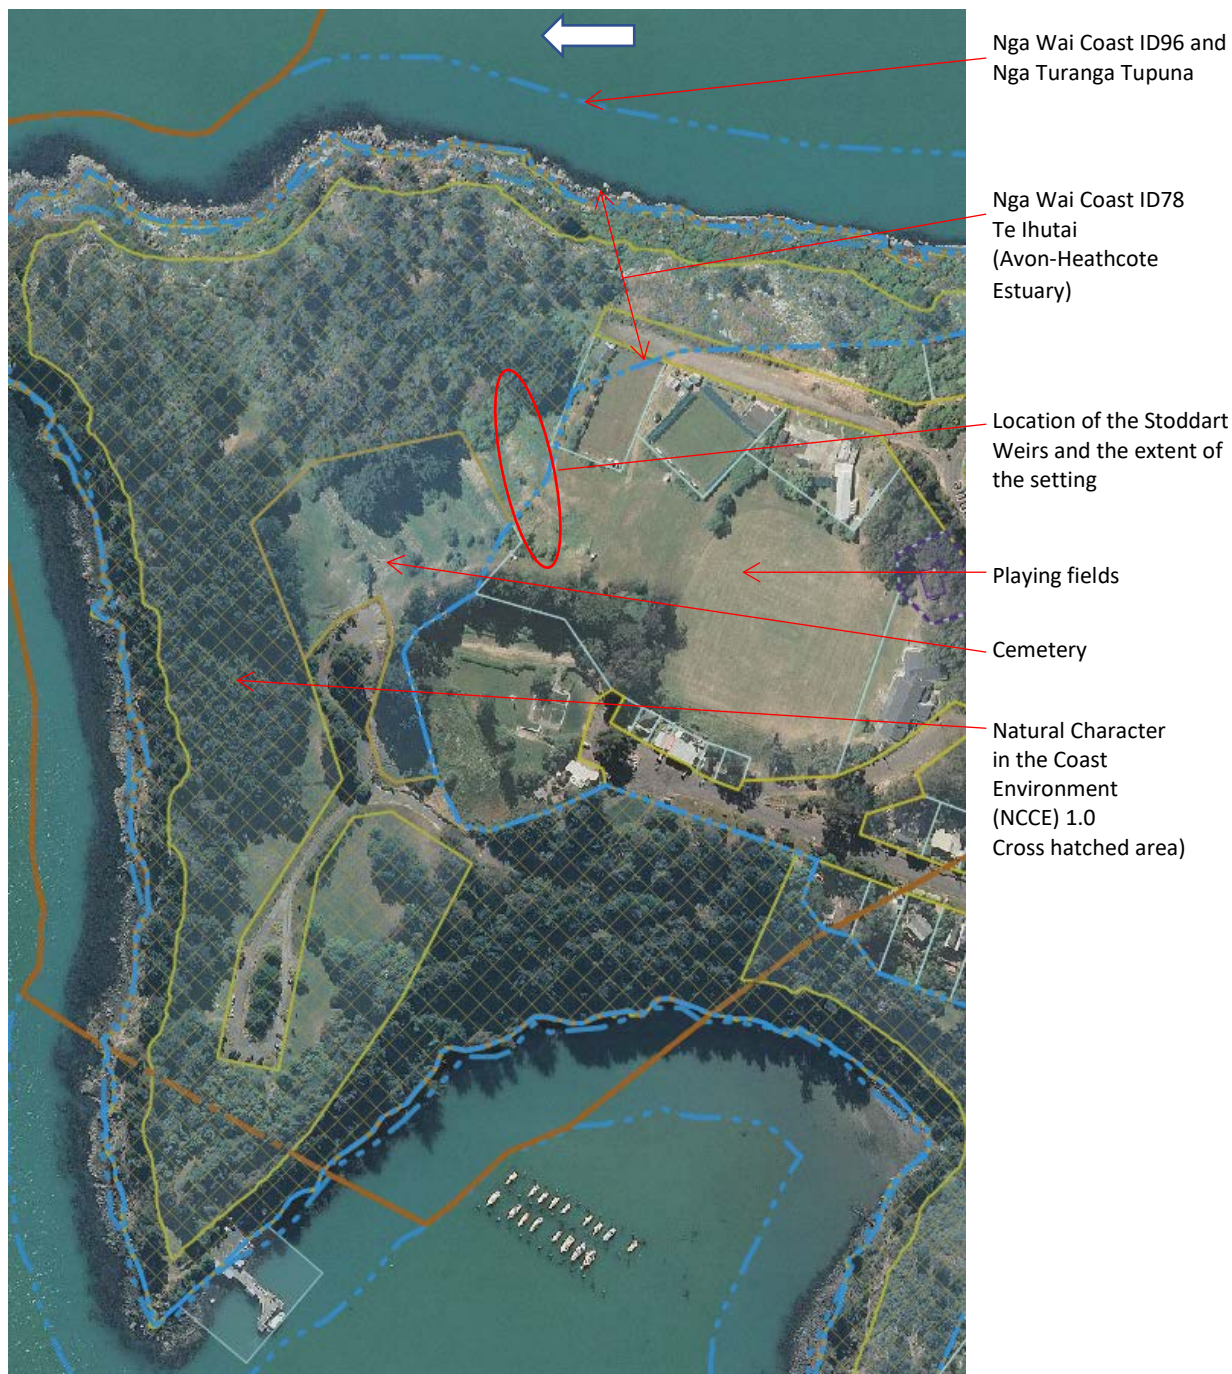 Nga Wai Coast ID96 and
Nga Turanga Tupuna
Nga Wai Coast ID78
Te Ihutai
(Avon-Heathcote
Estuary)
Location of the Stoddart
Weirs and the extent of
the setting
Playing fields
Cemetery
Natural Character
in the Coast
Environment
(NCCE) 1.0
Cross hatched area)